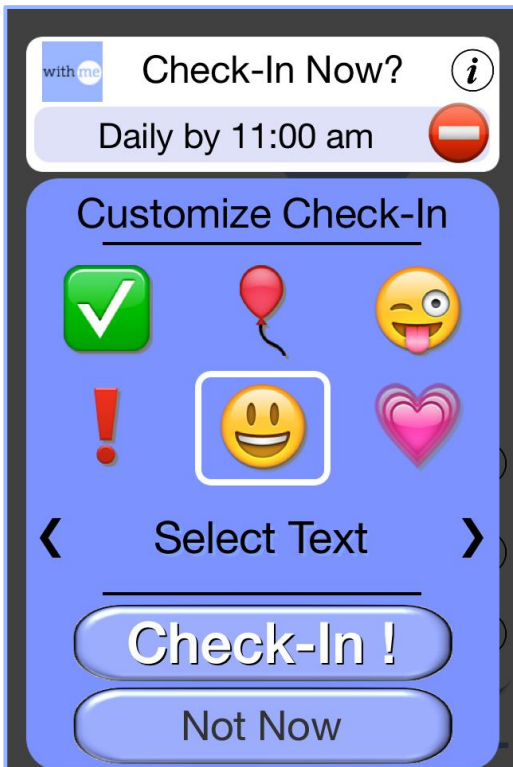 with me
Check-In Now?
i
Daily by 11:00 am
Customize Check-In
Select Text
Check-In !
Not Now